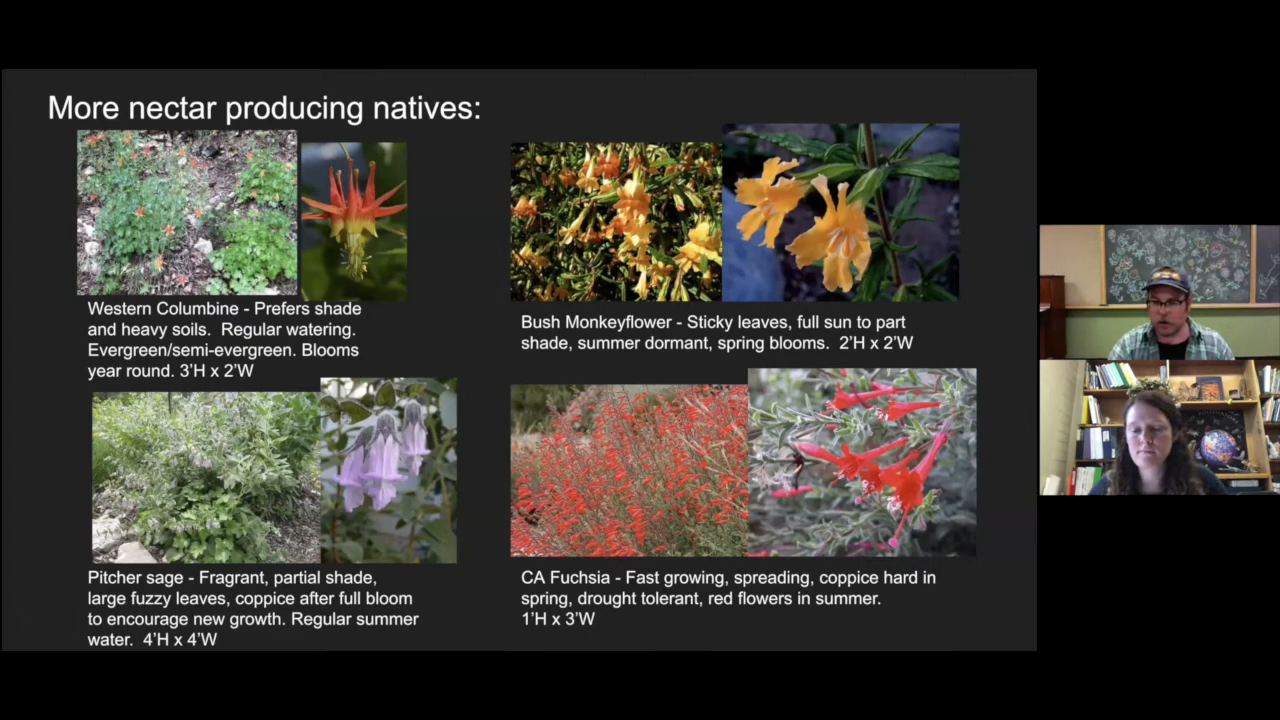 More nectar producing natives:
Western Columbine - Prefers shade
and heavy soils.  Regular watering.
Evergreen/semi-evergreen. Blooms
year round. 3'H x 2'W
Bush Monkeyflower - Sticky leaves, full sun to part
shade, summer dormant, spring blooms.  2'H x 2'W
Pitcher sage - Fragrant, partial shade,
large fuzzy leaves, coppice after full bloom
to encourage new growth. Regular summer
water.  4'H x 4'W
CA Fuchsia - Fast growing, spreading, coppice hard in
spring, drought tolerant, red flowers in summer.
1'H x 3'W